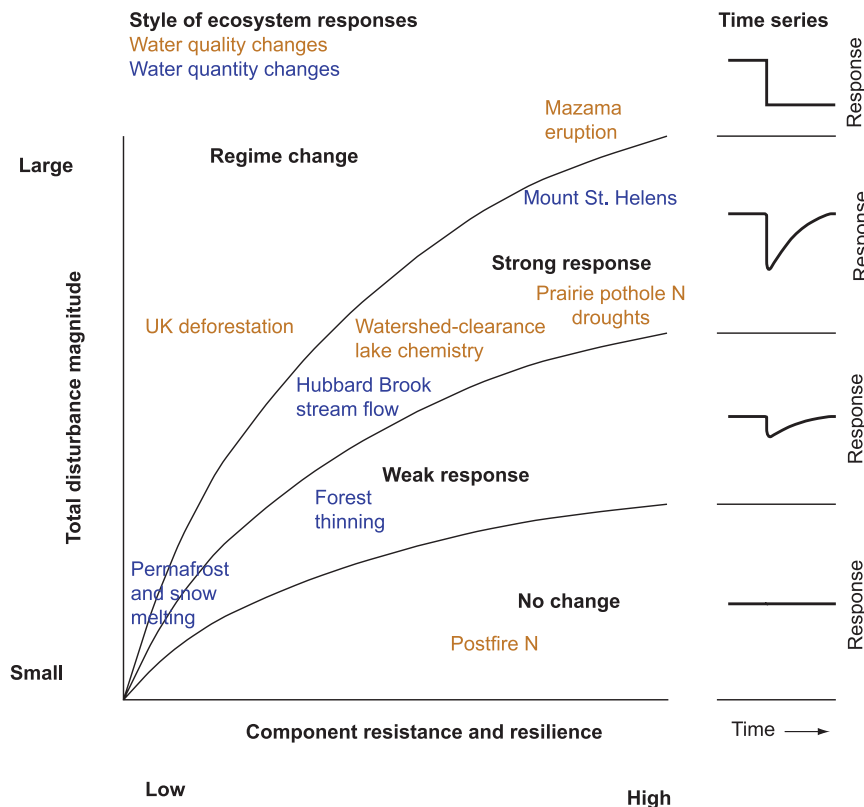 Style of ecosystem responses
Water quality changes
Water quantity changes
Time series
Response
Mazama
eruption
Large
Regime change
Mount St. Helens
Response
Strong response
Prairie pothole N
droughts
UK deforestation
Watershed-clearance
lake chemistry
Total disturbance magnitude
Hubbard Brook
stream flow
Response
Weak response
Forest
thinning
Permafrost
and snow
melting
No change
Response
Postfire N
Small
Component resistance and resilience
Time
Low
High